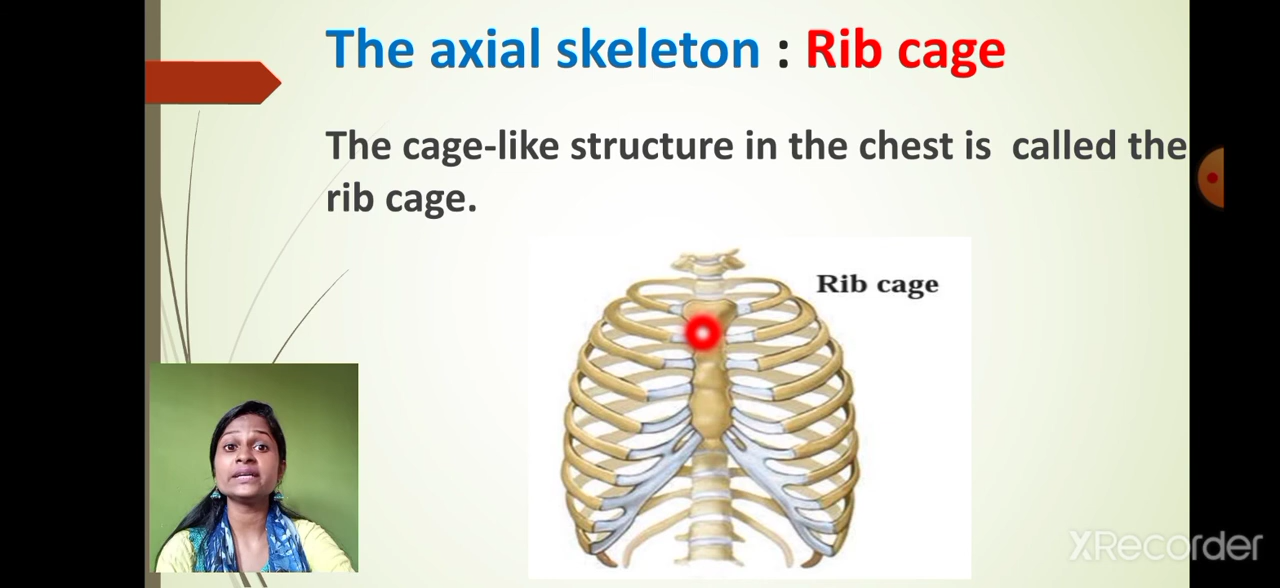 The axial skeleton : Rib cage
The cage-like structure in the chest is called the
rib cage.
Rib cage
XRecorder